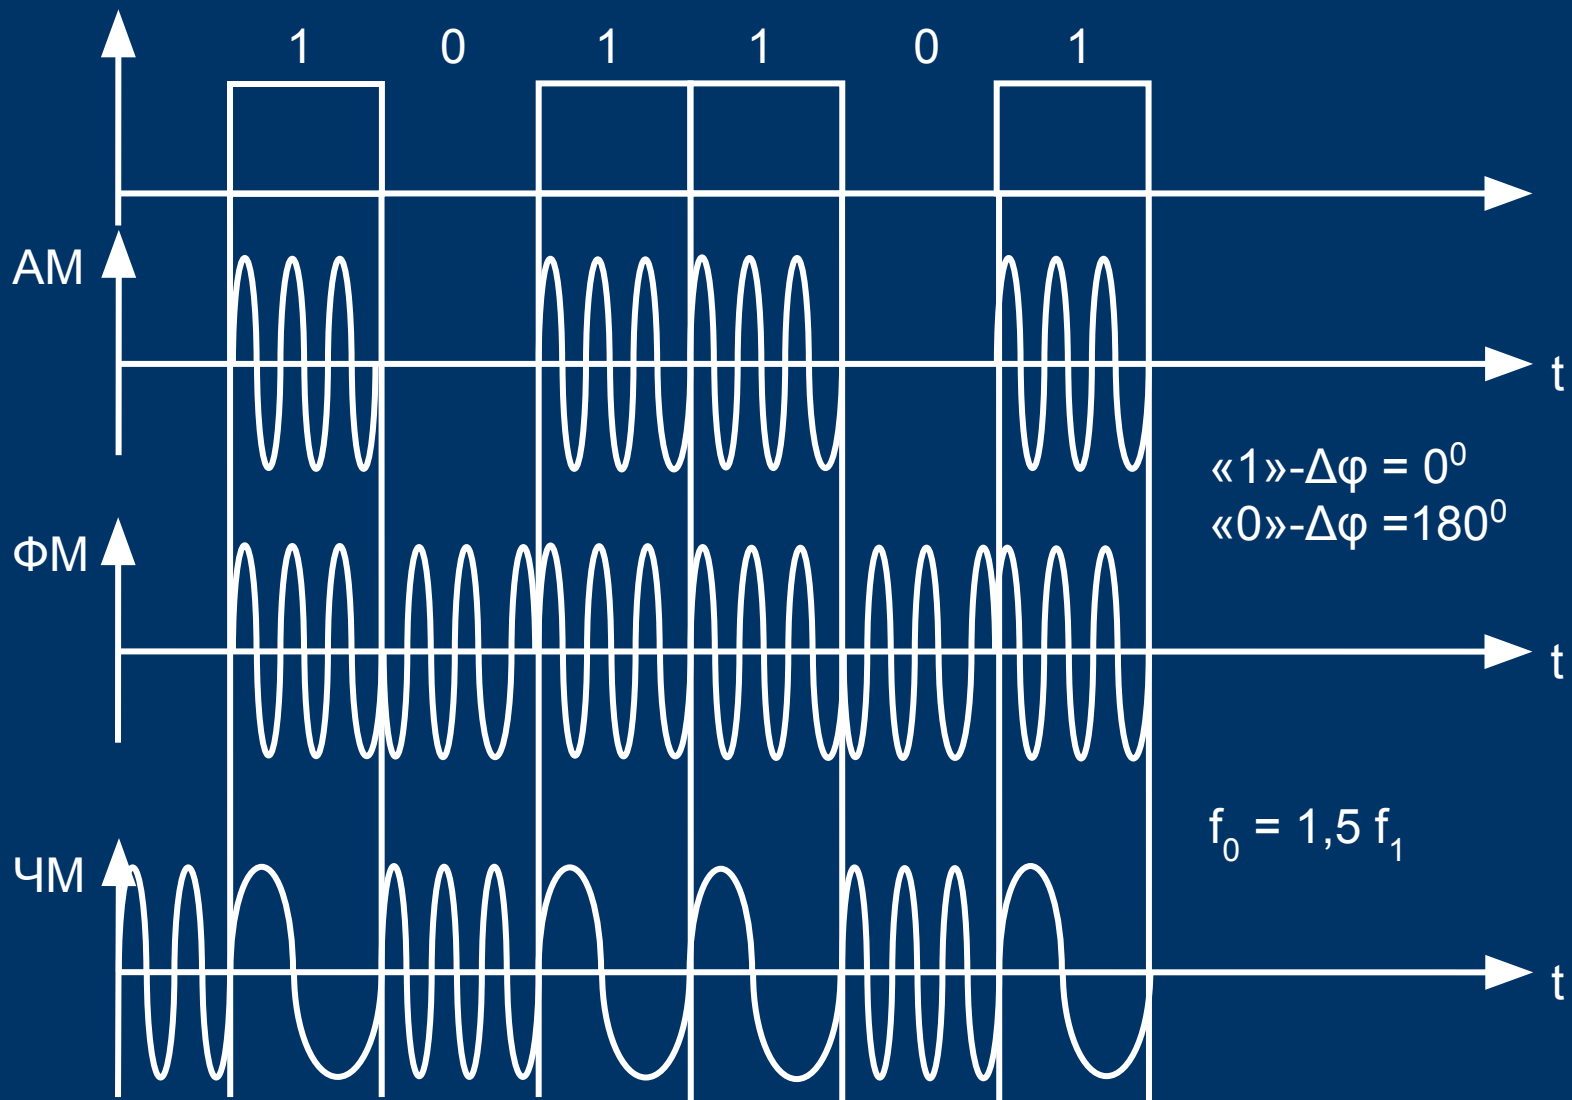 1 0 1 1 0 1
АМ
t
«1»-Δφ = 0⁰
«0»-Δφ =180⁰
ФМ
t
f₀ = 1,5 f₁
ЧМ
t